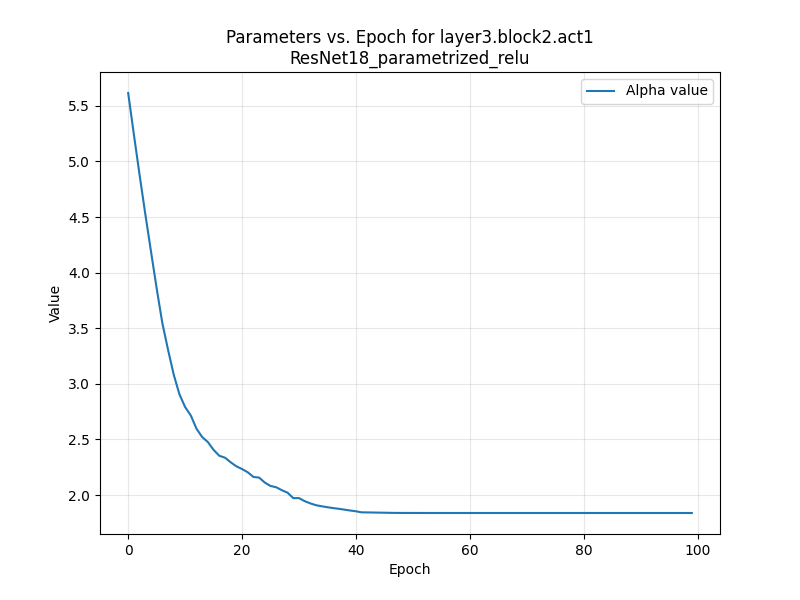 Parameters vs. Epoch for layer3.block2.act1
ResNet18_parametrized_relu
Alpha value
5.5
5.0
4.5
4.0
3.5
3.0
2.5
2.0
Value
0 20 40 60 80 100
Epoch